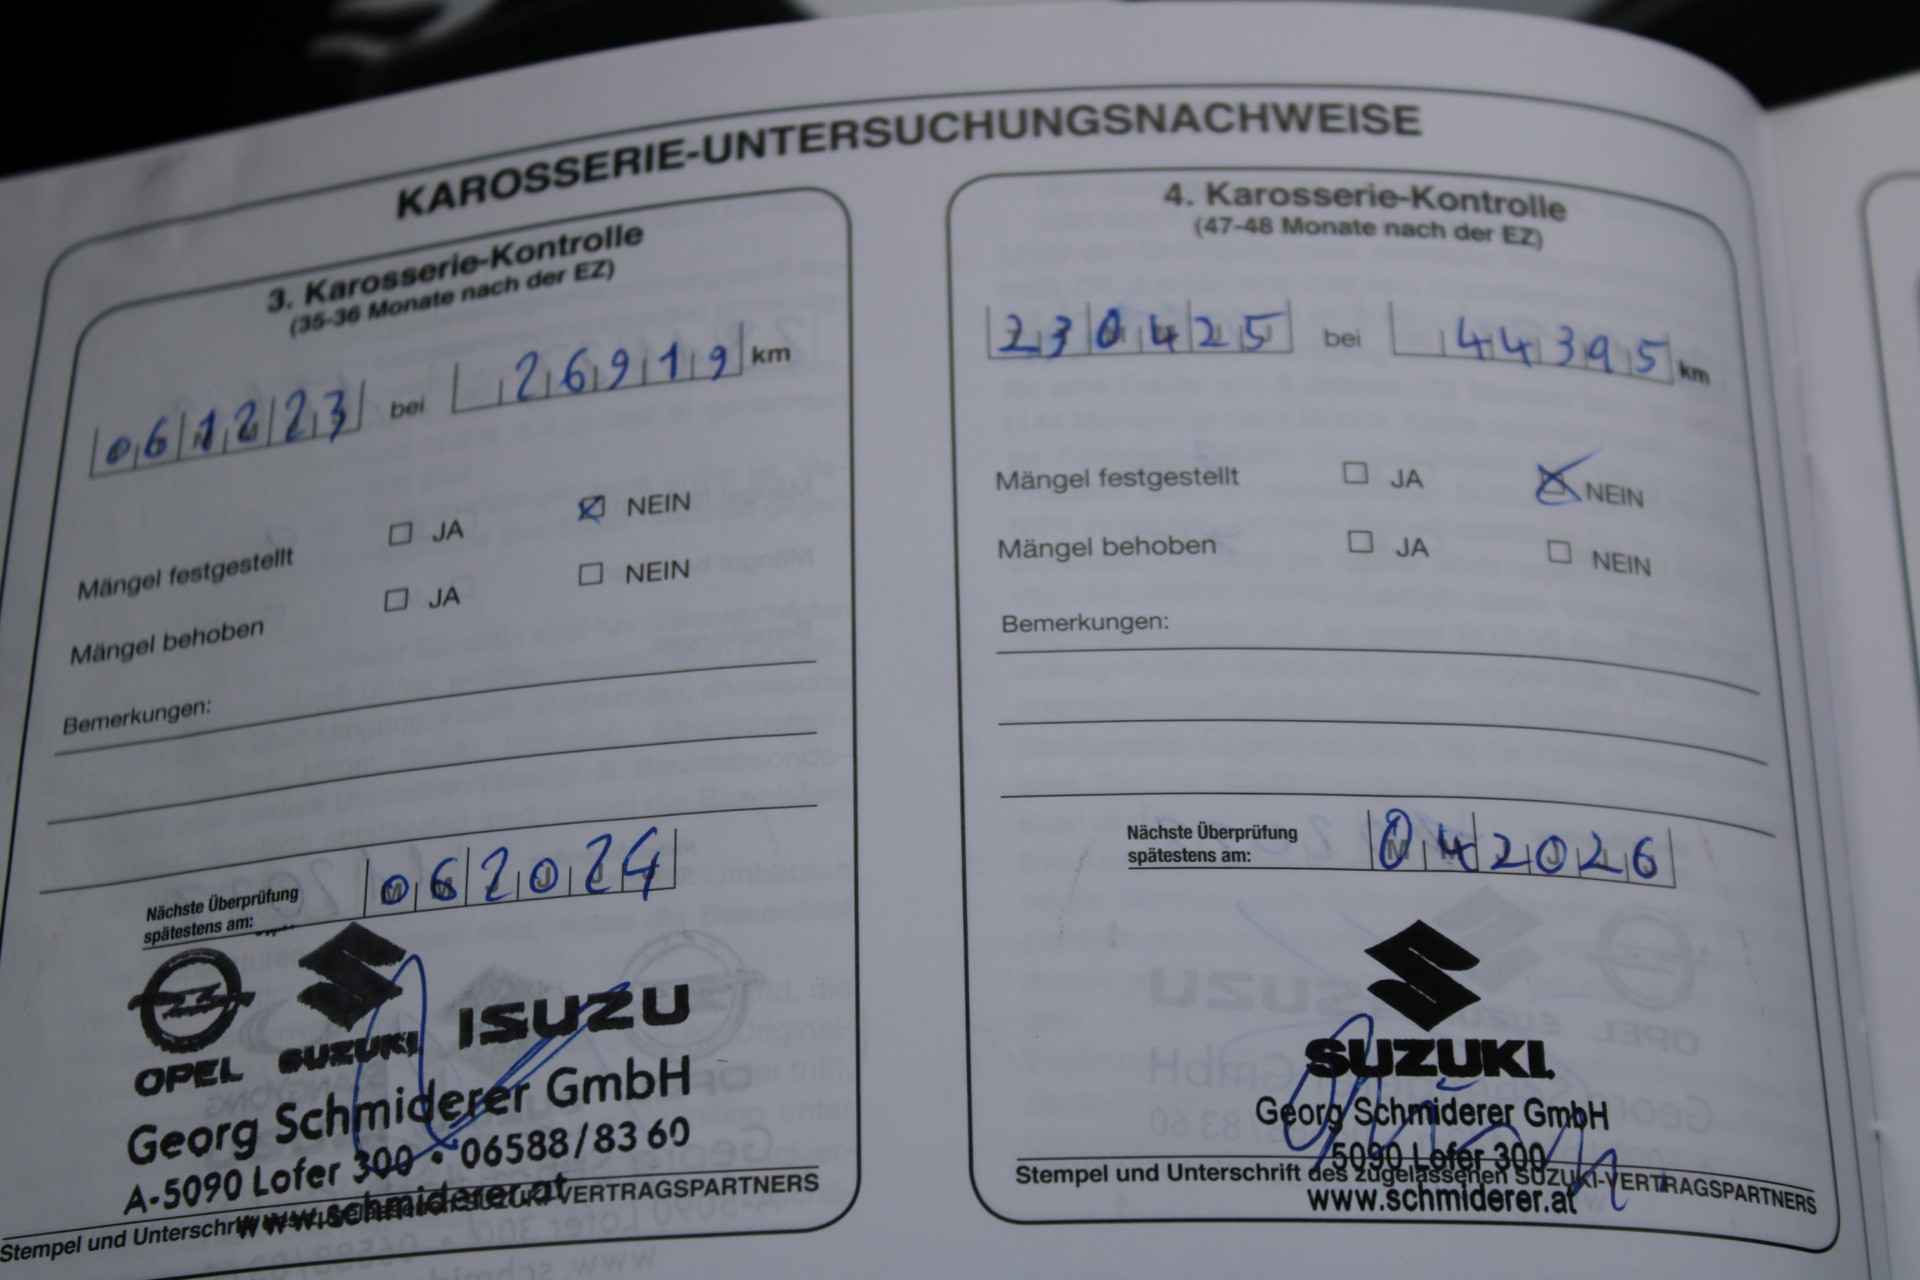 KAROSSERIE-UNTERSUCHUNGSNACHWEISE
3. Karosserie-Kontrolle
(35-36 Monate nach der EZ)
061223 bei 26919 km
Mängel festgestellt JA NEIN
Mängel behoben JA NEIN
Bemerkungen:
Nächste Überprüfung
spätestens am: 062024
OPEL SUZUKI ISUZU
Georg Schmiderer GmbH
A-5090 Lofer 300 • 06588/83 60
www.schmiderer.at
Stempel und Unterschrift SUZUKI-VERTRAGSPARTNERS
4. Karosserie-Kontrolle
(47-48 Monate nach der EZ)
230425 bei 44395 km
Mängel festgestellt JA NEIN
Mängel behoben JA NEIN
Bemerkungen:
Nächste Überprüfung
spätestens am: 042026
SUZUKI
Georg Schmiderer GmbH
5090 Lofer 300
Stempel und Unterschrift des zugelassenen SUZUKI-VERTRAGSPARTNERS
www.schmiderer.at